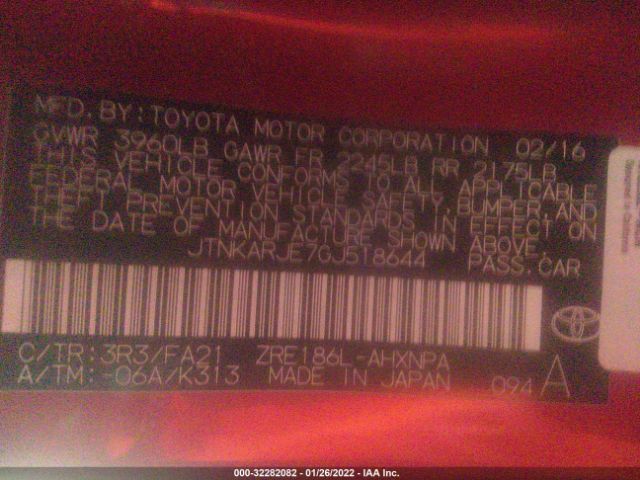 MFD. BY: TOYOTA MOTOR CORPORATION 02/16
GVWR 3960LB GAWR FR 2245LB RR 2175LB
THIS VEHICLE CONFORMS TO ALL APPLICABLE
FEDERAL MOTOR VEHICLE SAFETY, BUMPER, AND
THEFT PREVENTION STANDARDS IN EFFECT ON
THE DATE OF MANUFACTURE SHOWN ABOVE.
JTNKARJE7GJ518644 PASS. CAR
C/TR: 3R3/FA21 ZRE186L-AHXNPA
A/TM: -06A/K313 MADE IN JAPAN 094 A
000-32282082 - 01/26/2022 - IAA Inc.